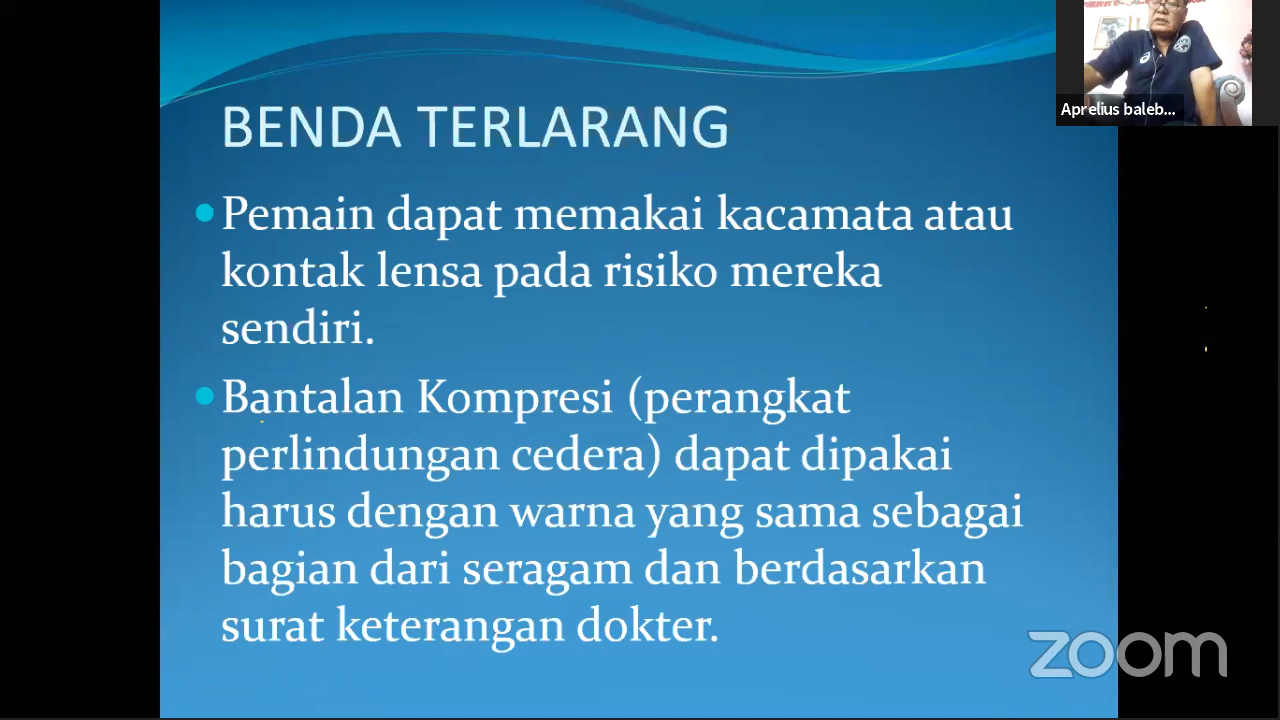 BENDA TERLARANG
Pemain dapat memakai kacamata atau
kontak lensa pada risiko mereka
sendiri.
Bantalan Kompresi (perangkat
perlindungan cedera) dapat dipakai
harus dengan warna yang sama sebagai
bagian dari seragam dan berdasarkan
surat keterangan dokter.
Aprelius baleb...
zoom